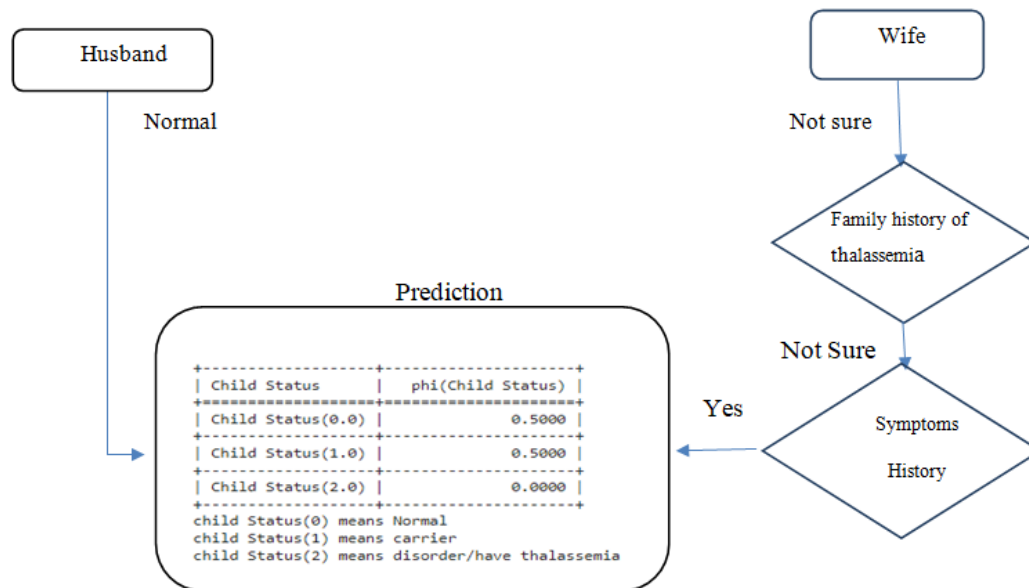 Husband
Wife
Normal
Not sure
Family history of
thalassemia
Prediction
Not Sure
Yes
Symptoms
History
+--------------------+---------------------+
| Child Status       |   phi(Child Status) |
+====================+=====================+
| Child Status(0.0)  |              0.5000 |
+--------------------+---------------------+
| Child Status(1.0)  |              0.5000 |
+--------------------+---------------------+
| Child Status(2.0)  |              0.0000 |
+--------------------+---------------------+
child Status(0) means Normal
child Status(1) means carrier
child Status(2) means disorder/have thalassemia